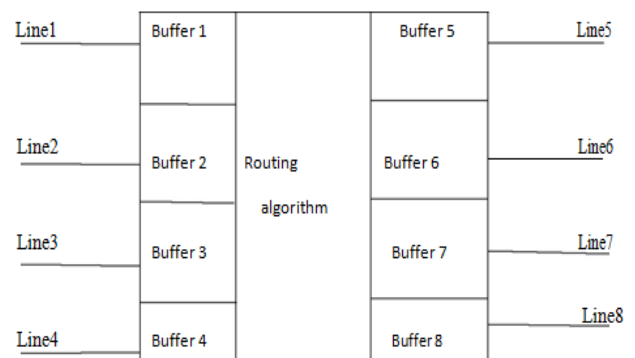 Line1 Buffer 1 Buffer 5 Line5
Line2 Buffer 2 Routing Buffer 6 Line6
algorithm
Line3 Buffer 3 Buffer 7 Line7
Line4 Buffer 4 Buffer 8 Line8